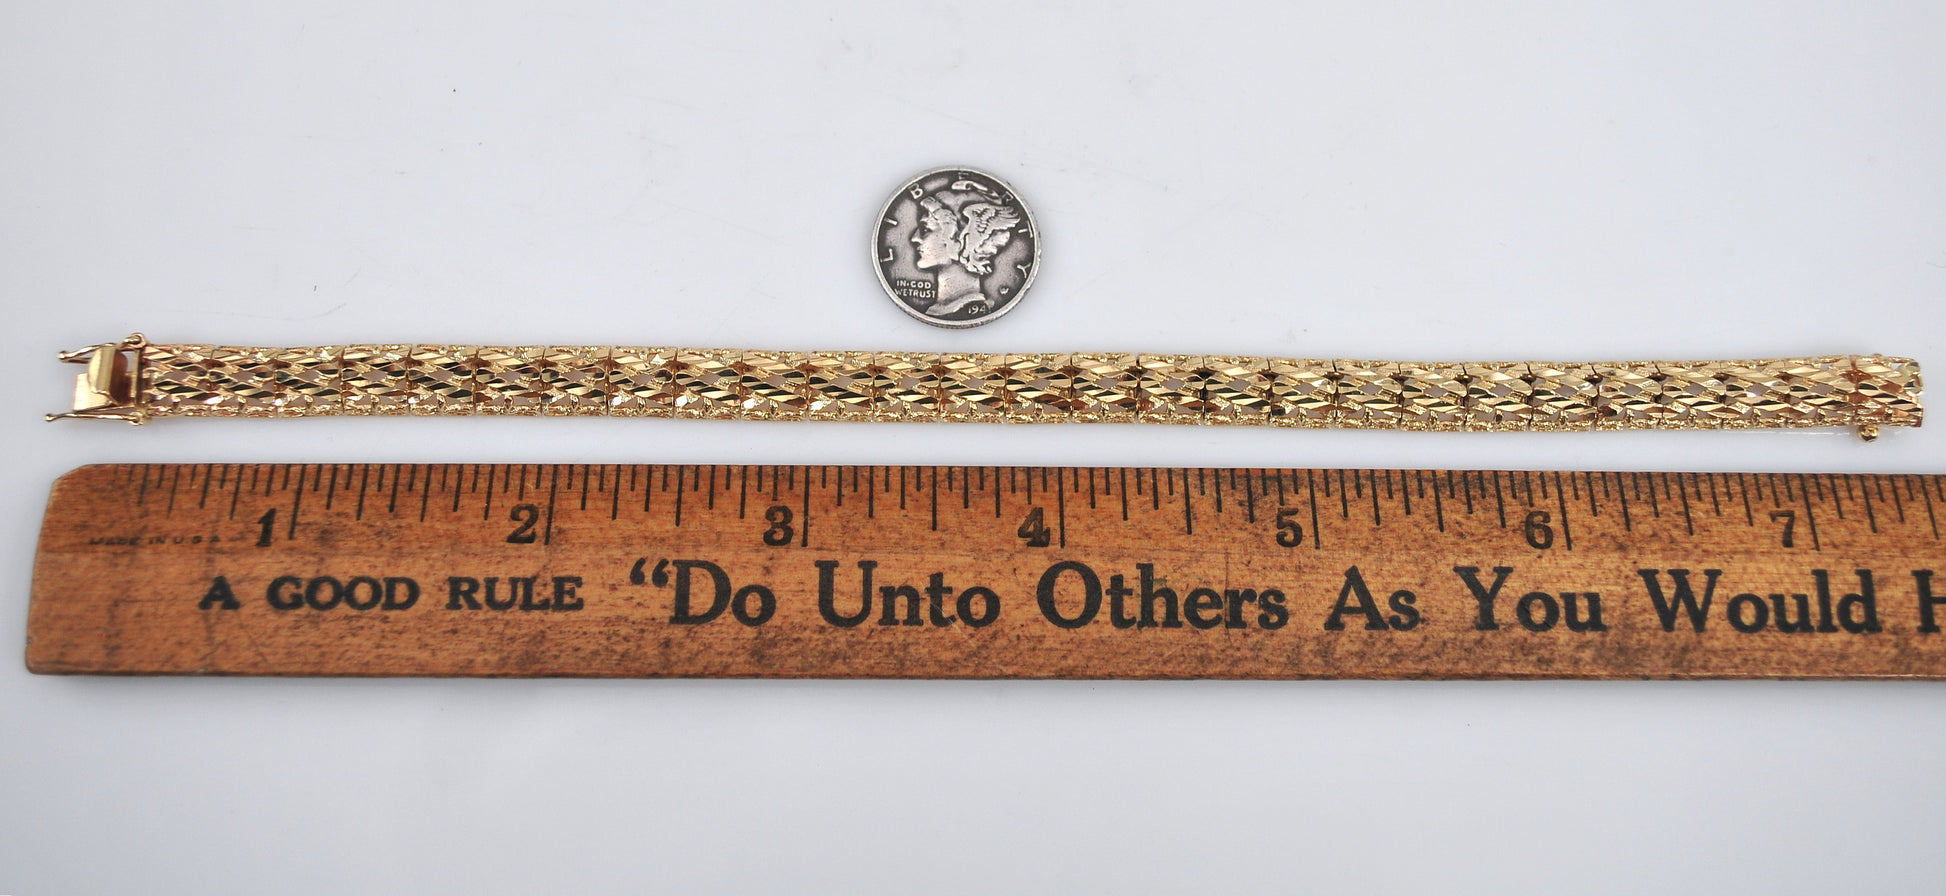 LIBERTY
IN·GOD
WE·TRUST
194
1 2 3 4 5 6 7
MADE IN U.S.A.
A GOOD RULE "Do Unto Others As You Would H